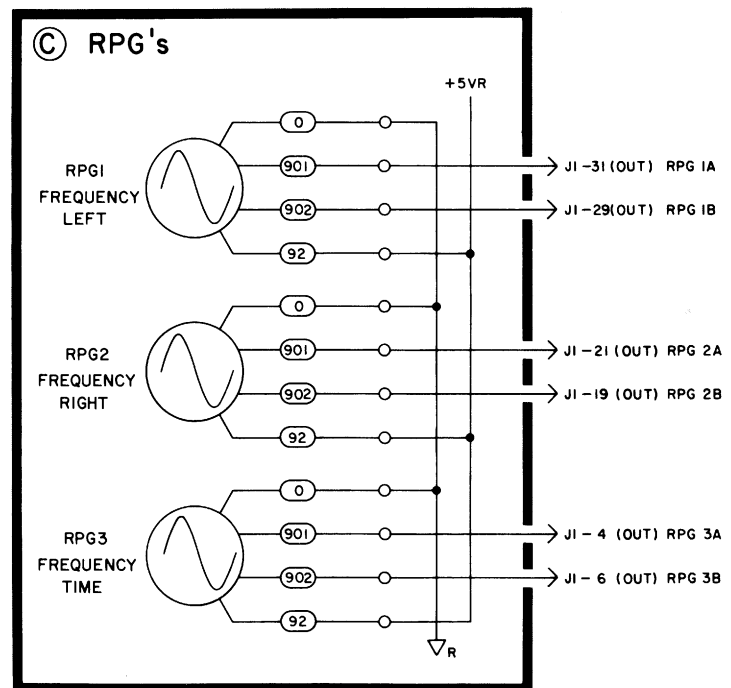 Ⓒ RPG's
+5VR
RPG1
FREQUENCY
LEFT
0
901
902
92
J1-31(OUT) RPG 1A
J1-29(OUT) RPG 1B
RPG2
FREQUENCY
RIGHT
0
901
902
92
J1-21 (OUT) RPG 2A
J1-19 (OUT) RPG 2B
RPG3
FREQUENCY
TIME
0
901
902
92
J1-4 (OUT) RPG 3A
J1-6 (OUT) RPG 3B
R